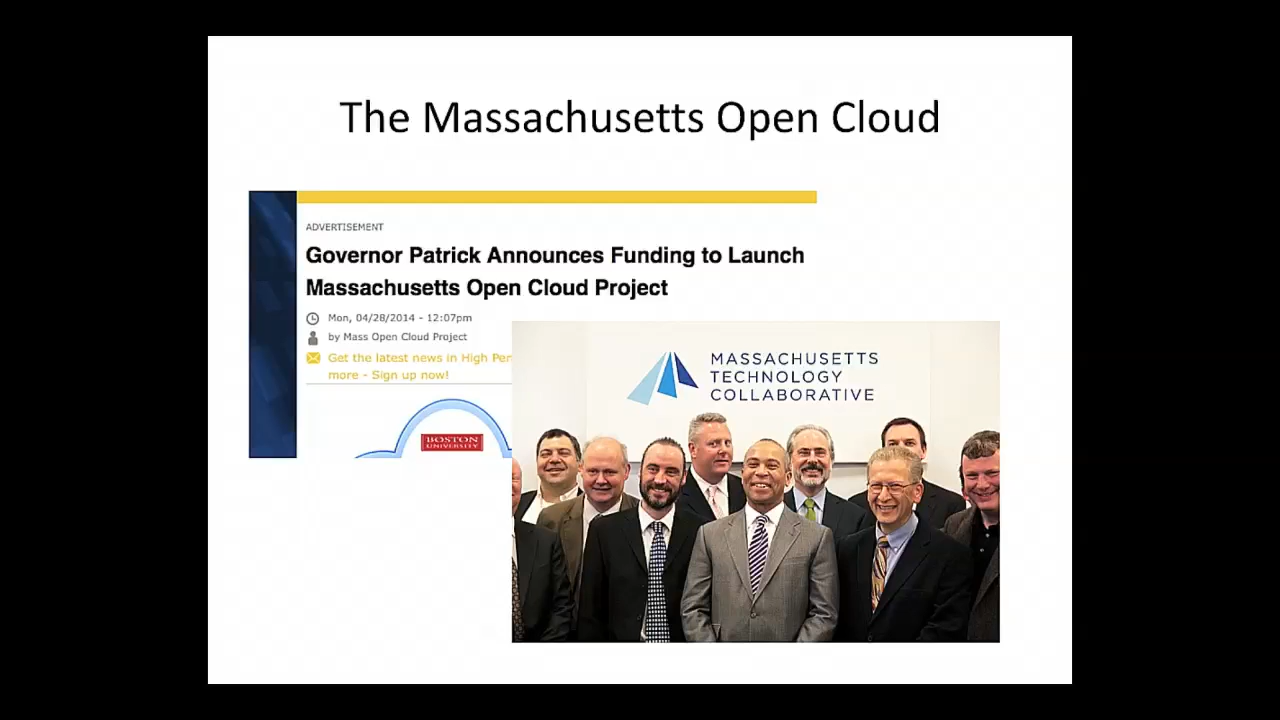 The Massachusetts Open Cloud
ADVERTISEMENT
Governor Patrick Announces Funding to Launch
Massachusetts Open Cloud Project
Mon, 04/28/2014 - 12:07pm
by Mass Open Cloud Project
Get the latest news in High Per
more - Sign up now!
MASSACHUSETTS
TECHNOLOGY
COLLABORATIVE
BOSTON
UNIVERSITY